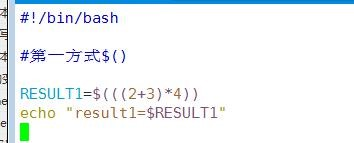 #!/bin/bash
#第一方式$()
RESULT1=$(((2+3)*4))
echo "result1=$RESULT1"